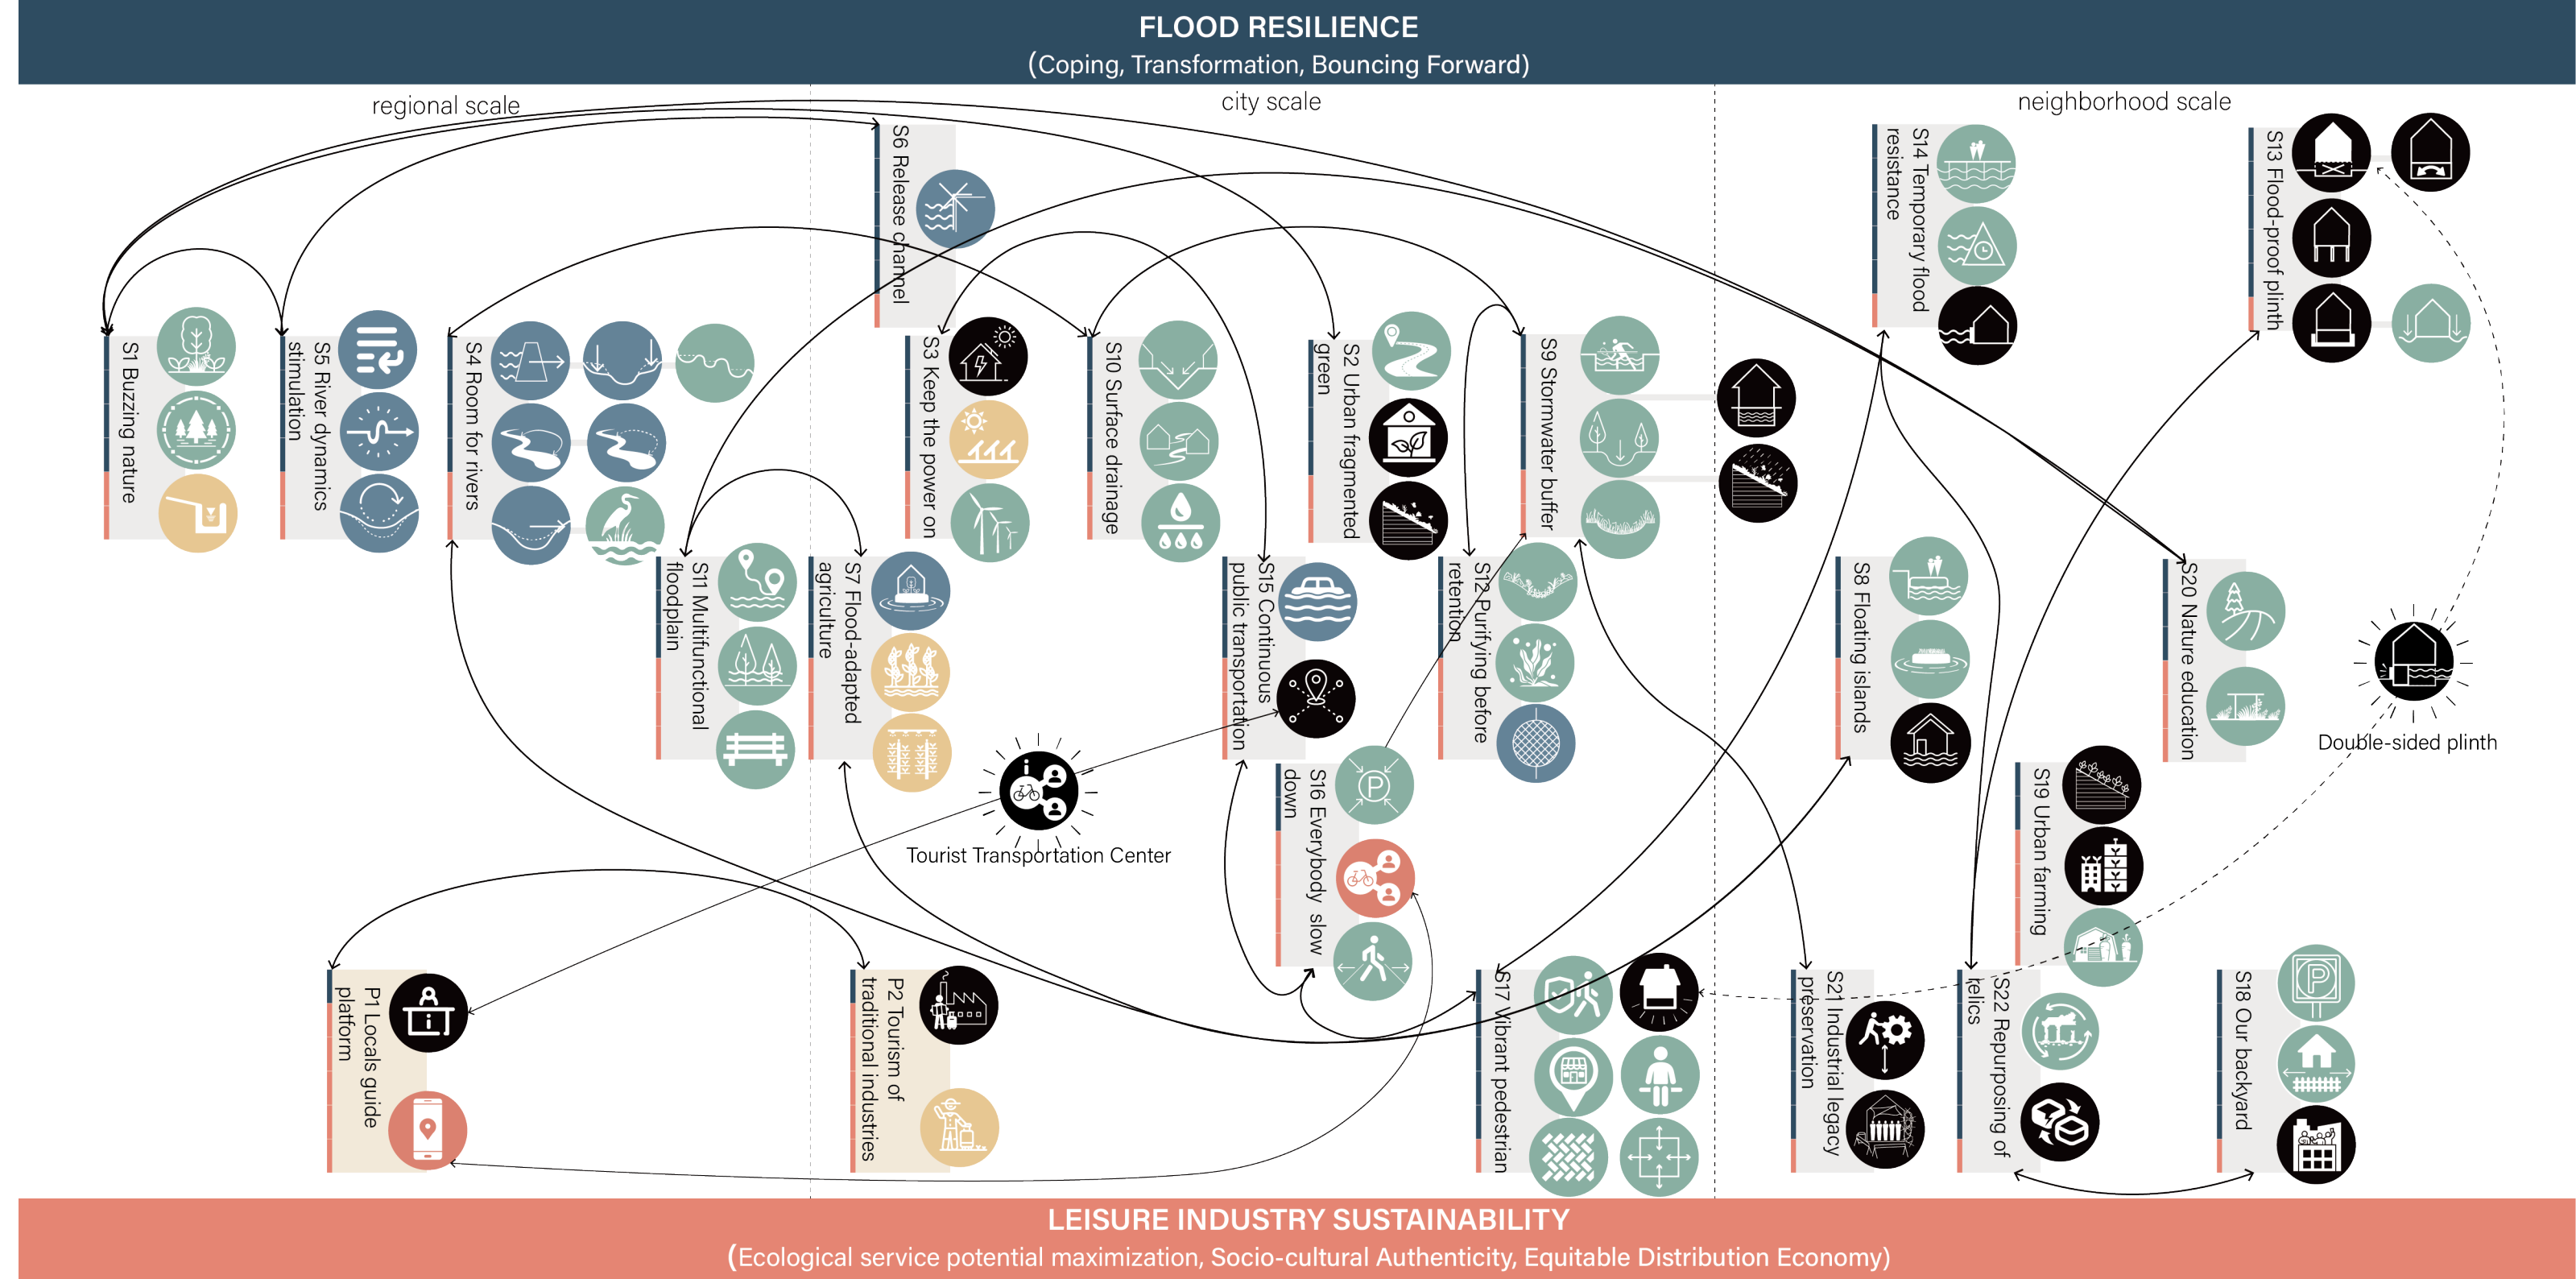 FLOOD RESILIENCE
(Coping, Transformation, Bouncing Forward)
regional scale
city scale
neighborhood scale
S6 Release channel
S14 Temporary flood
resistance
S13 Flood-proof plinth
S1 Buzzing nature
S5 River dynamics
stimulation
S4 Room for rivers
S3 Keep the power on
S10 Surface drainage
S2 Urban fragmented
green
S9 Stormwater buffer
S11 Multifunctional
floodplain
S7 Flood-adapted
agriculture
S15 Continuous
public transportation
S12 Purifying before
retention
S8 Floating islands
S20 Nature education
Double-sided plinth
Tourist Transportation Center
S16 Everybody slow
down
P
S19 Urban farming
P1 Locals guide
platform
P2 Tourism of
traditional industries
S17 Vibrant pedestrian
S21 Industrial legacy
preservation
S22 Repurposing of
relics
S18 Our backyard
P
i
i
LEISURE INDUSTRY SUSTAINABILITY
(Ecological service potential maximization, Socio-cultural Authenticity, Equitable Distribution Economy)